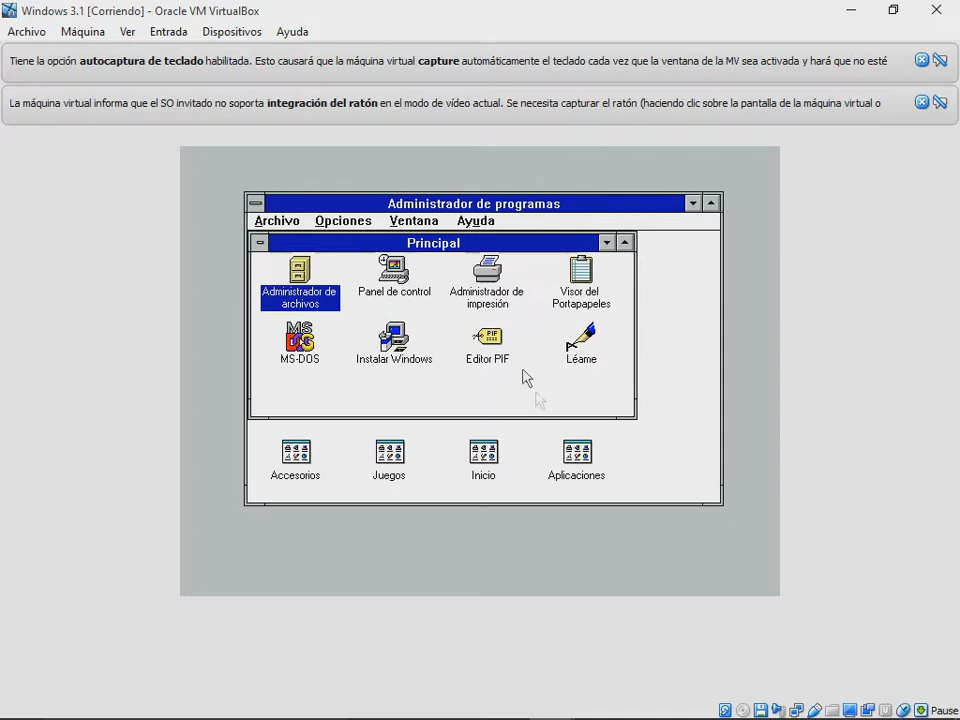 Windows 3.1 [Corriendo] - Oracle VM VirtualBox
Archivo Máquina Ver Entrada Dispositivos Ayuda
Tiene la opción autocaptura de teclado habilitada. Esto causará que la máquina virtual capture automáticamente el teclado cada vez que la ventana de la MV sea activada y hará que no esté
La máquina virtual informa que el SO invitado no soporta integración del ratón en el modo de vídeo actual. Se necesita capturar el ratón (haciendo clic sobre la pantalla de la máquina virtual o
Administrador de programas
Archivo Opciones Ventana Ayuda
Principal
Administrador de archivos
Panel de control
Administrador de impresión
Visor del Portapapeles
MS DOS
PIF
MS-DOS
Instalar Windows
Editor PIF
Léame
Accesorios
Juegos
Inicio
Aplicaciones
Pause